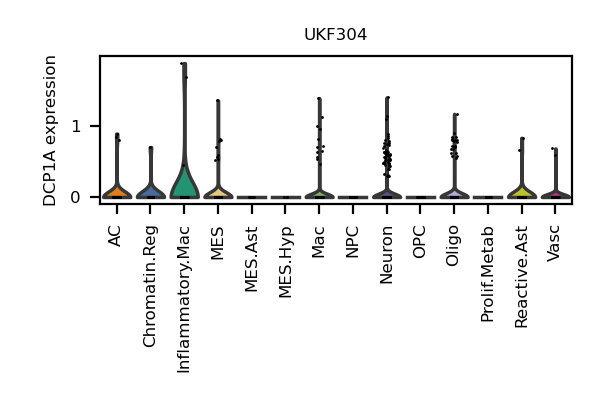 UKF304
DCP1A expression
1
0
AC
Chromatin.Reg
Inflammatory.Mac
MES
MES.Ast
MES.Hyp
Mac
NPC
Neuron
OPC
Oligo
Prolif.Metab
Reactive.Ast
Vasc